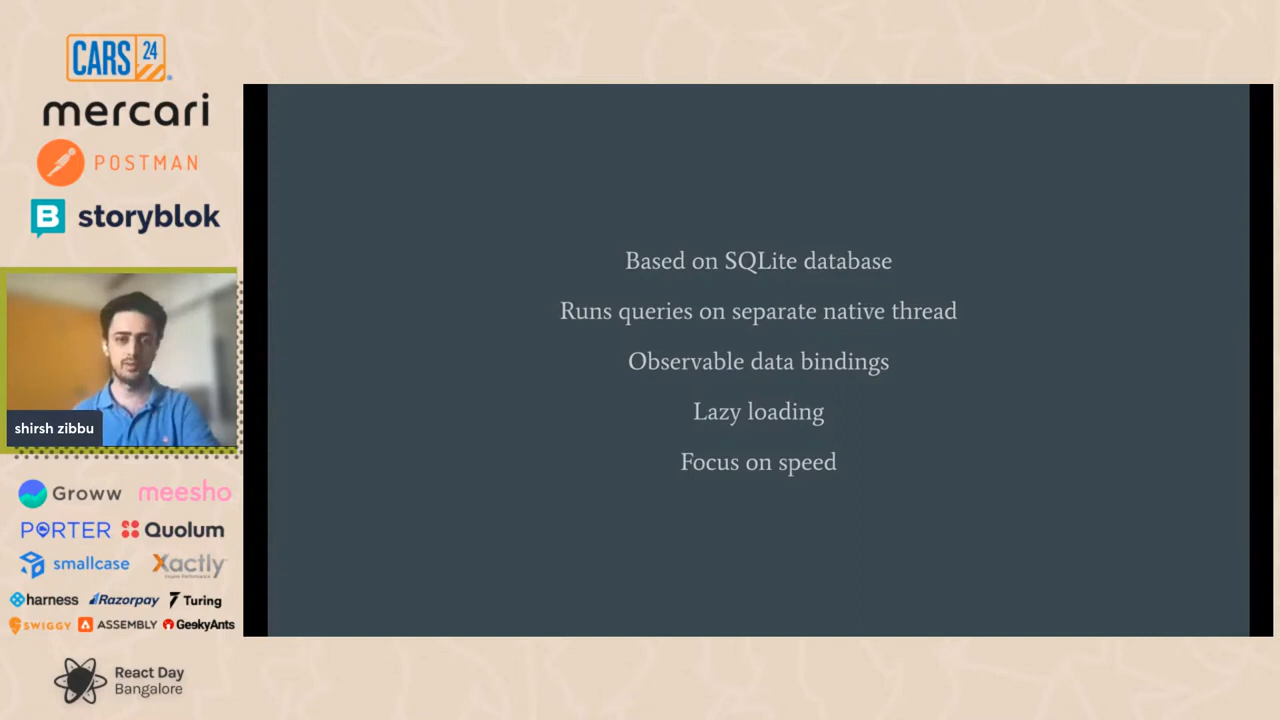 CARS 24
mercari
POSTMAN
B storyblok
shirsh zibbu
Groww meesho
PORTER Quolum
smallcase Xactly
harness Razorpay Turing
SWIGGY ASSEMBLY GeekyAnts
React Day
Bangalore
Based on SQLite database
Runs queries on separate native thread
Observable data bindings
Lazy loading
Focus on speed